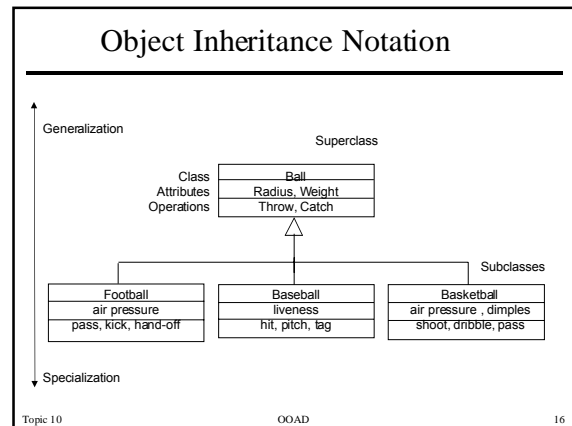 Object Inheritance Notation
Generalization
Superclass
Class
Ball
Attributes
Radius, Weight
Operations
Throw, Catch
Subclasses
Football
air pressure
pass, kick, hand-off
Baseball
liveness
hit, pitch, tag
Basketball
air pressure , dimples
shoot, dribble, pass
Specialization
Topic 10
OOAD
16